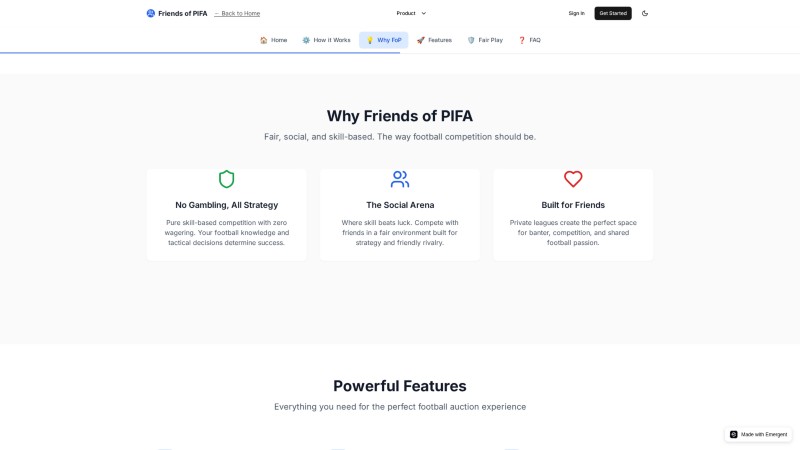 Friends of PIFA
← Back to Home
Product
Sign In
Get Started
🏠 Home
⚙️ How it Works
💡 Why FoP
🚀 Features
🛡️ Fair Play
❓ FAQ
Why Friends of PIFA
Fair, social, and skill-based. The way football competition should be.
No Gambling, All Strategy
Pure skill-based competition with zero
wagering. Your football knowledge and
tactical decisions determine success.
The Social Arena
Where skill beats luck. Compete with
friends in a fair environment built for
strategy and friendly rivalry.
Built for Friends
Private leagues create the perfect space
for banter, competition, and shared
football passion.
Powerful Features
Everything you need for the perfect football auction experience
Made with Emergent